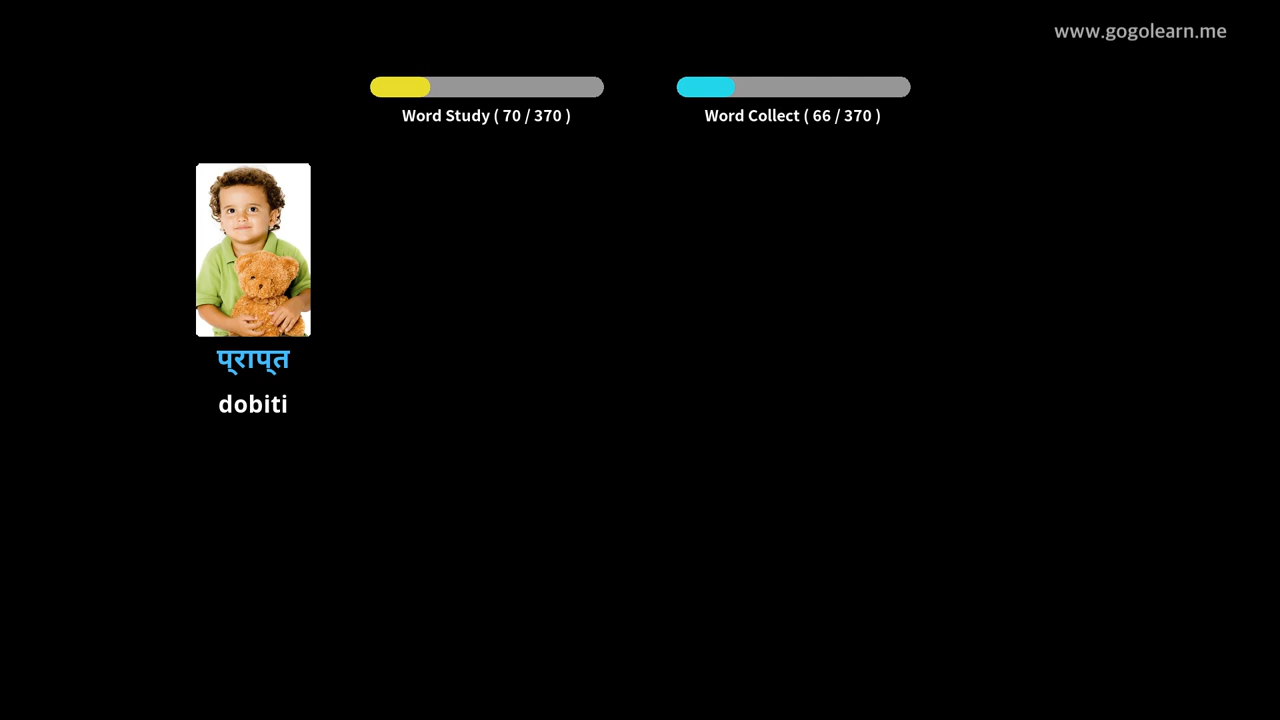 www.gogolearn.me
Word Study ( 70 / 370 )
Word Collect ( 66 / 370 )
प्राप्त
dobiti